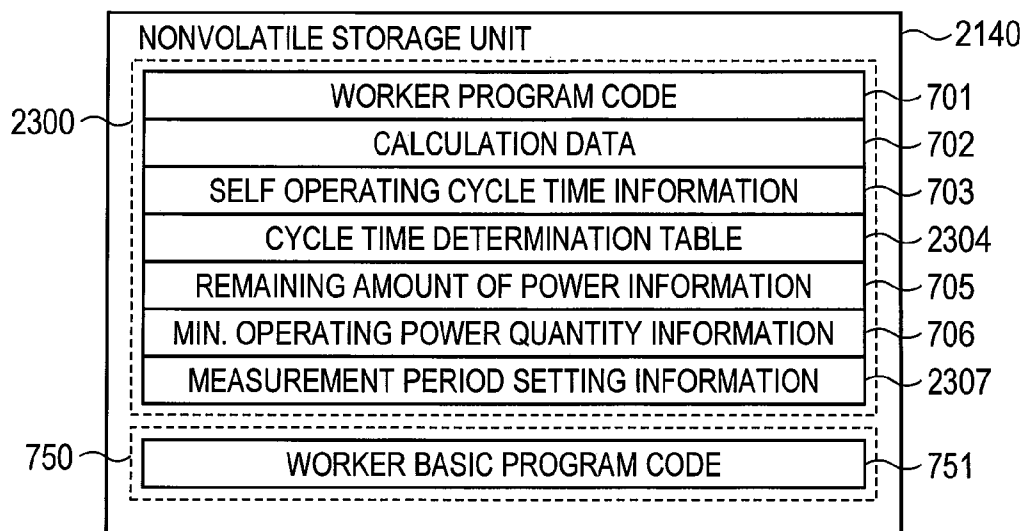 NONVOLATILE STORAGE UNIT 2140
2300
WORKER PROGRAM CODE 701
CALCULATION DATA 702
SELF OPERATING CYCLE TIME INFORMATION 703
CYCLE TIME DETERMINATION TABLE 2304
REMAINING AMOUNT OF POWER INFORMATION 705
MIN. OPERATING POWER QUANTITY INFORMATION 706
MEASUREMENT PERIOD SETTING INFORMATION 2307
750 WORKER BASIC PROGRAM CODE 751